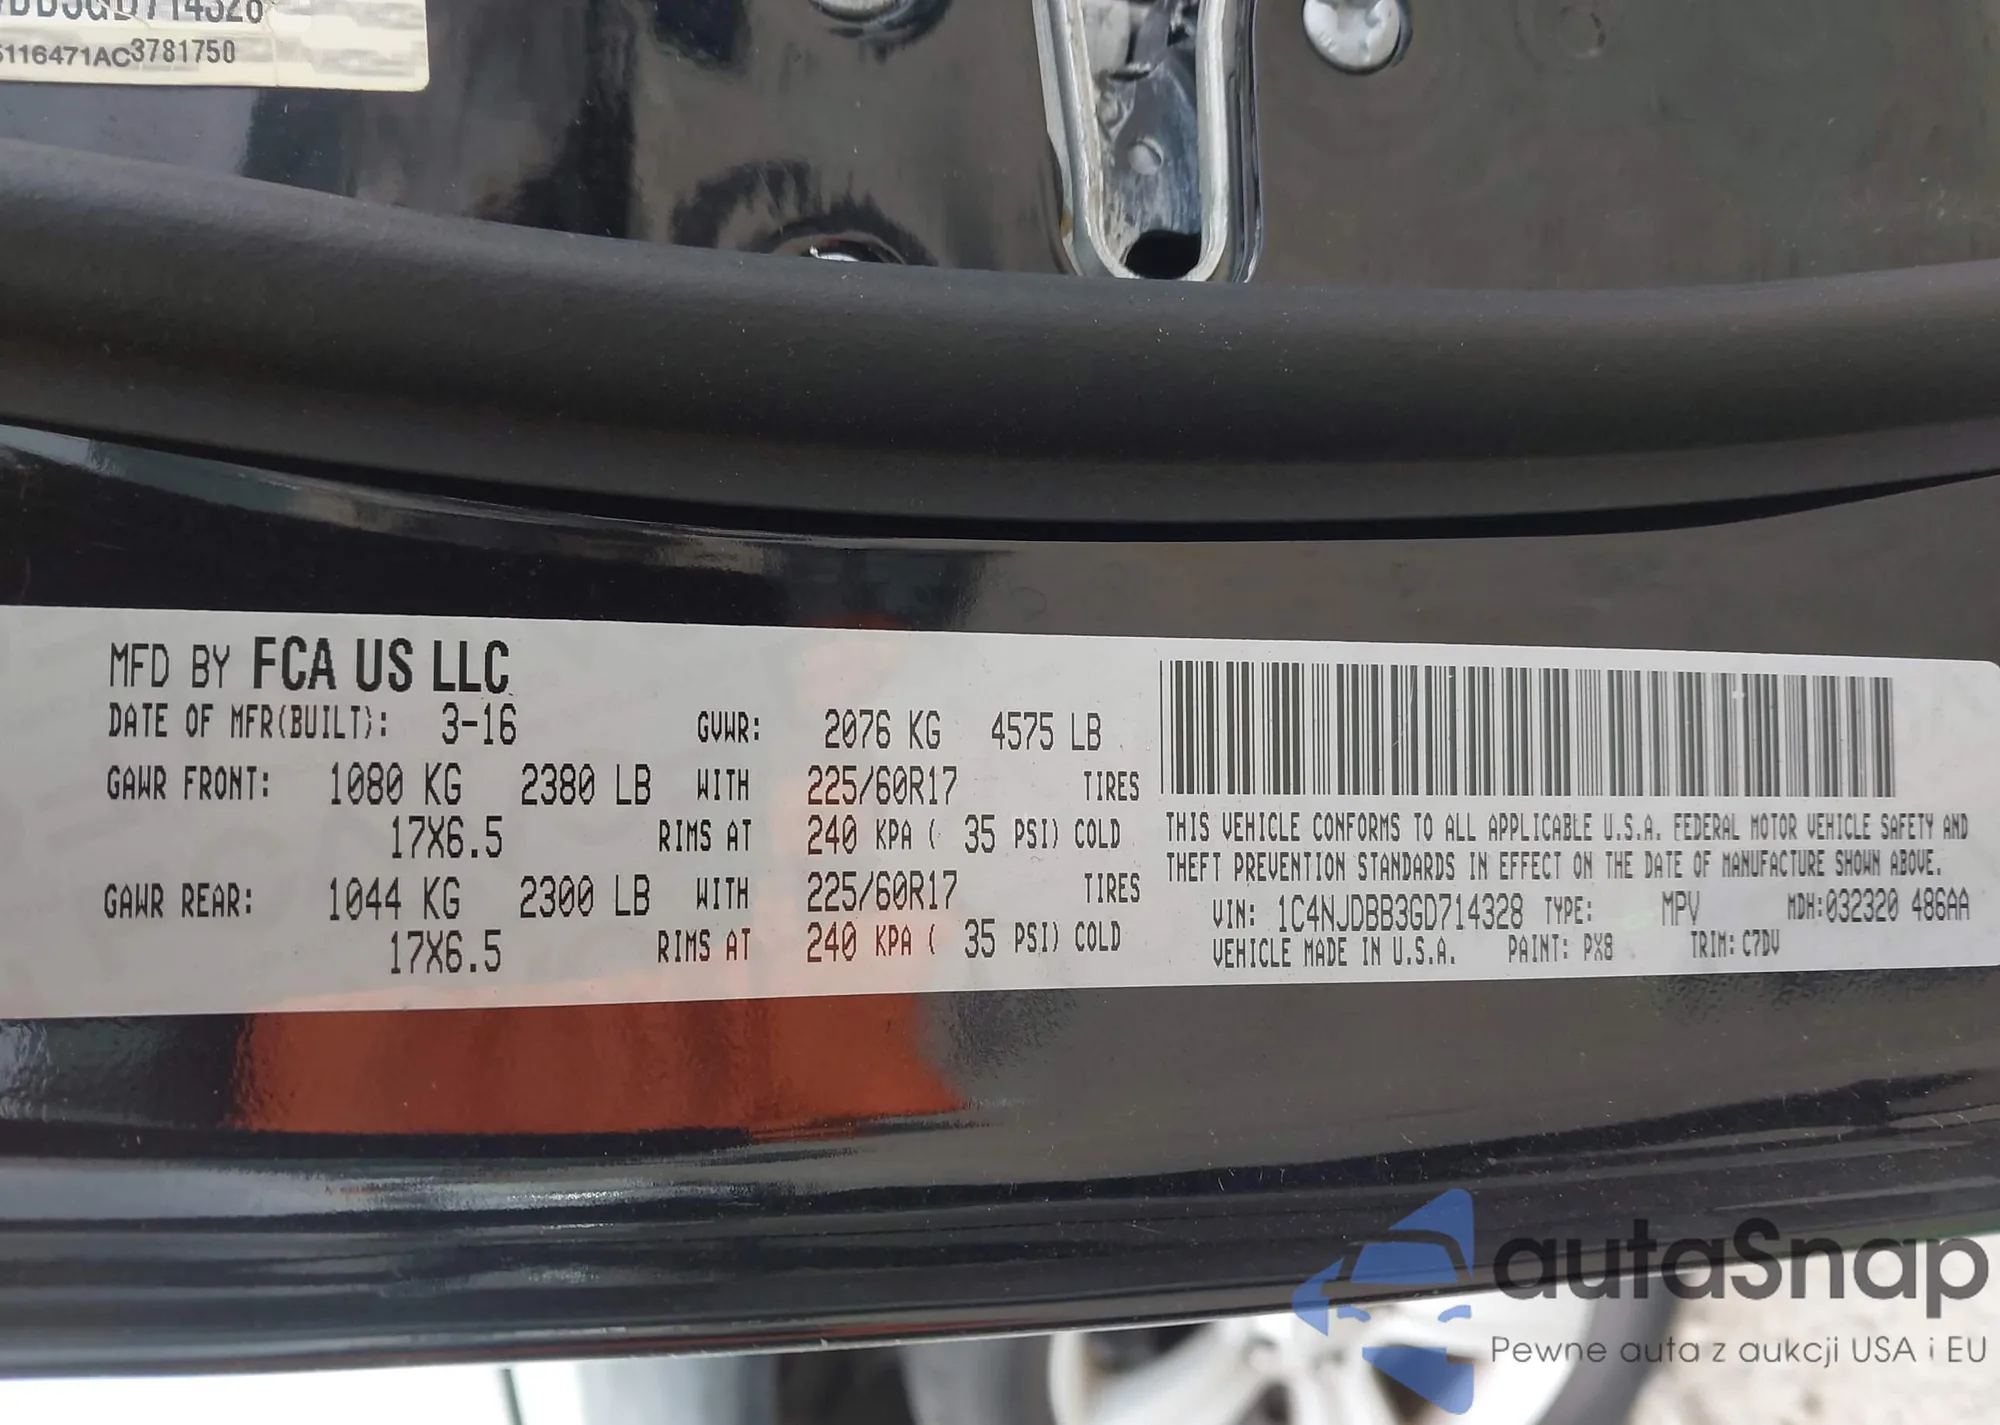 DB3GD714328
5116471AC3781750
MFD BY FCA US LLC
DATE OF MFR(BUILT): 3-16 GVWR: 2076 KG 4575 LB
GAWR FRONT: 1080 KG 2380 LB WITH 225/60R17 TIRES
17X6.5 RIMS AT 240 KPA ( 35 PSI) COLD
GAWR REAR: 1044 KG 2300 LB WITH 225/60R17 TIRES
17X6.5 RIMS AT 240 KPA ( 35 PSI) COLD
THIS VEHICLE CONFORMS TO ALL APPLICABLE U.S.A. FEDERAL MOTOR VEHICLE SAFETY AND
THEFT PREVENTION STANDARDS IN EFFECT ON THE DATE OF MANUFACTURE SHOWN ABOVE.
VIN: 1C4NJDBB3GD714328 TYPE: MPV MDH:032320 486AA
VEHICLE MADE IN U.S.A. PAINT: PX8 TRIM: C7DV
autaSnap
Pewne auta z aukcji USA i EU